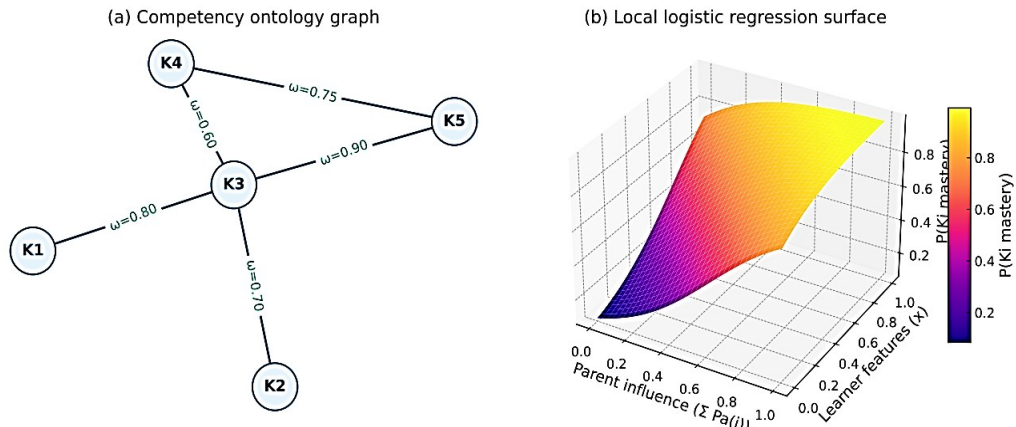 (a) Competency ontology graph
K4
ω=0.75
ω=0.60
K5
ω=0.90
K3
ω=0.80
K1
ω=0.70
K2
(b) Local logistic regression surface
0.8
0.6
0.4
0.2
P(Ki mastery)
0.0
0.2
0.4
0.6
0.8
1.0
Parent influence (Σ Pa(i))
0.0
0.2
0.4
0.6
0.8
1.0
Learner features (x)
0.8
0.6
0.4
0.2
P(Ki mastery)